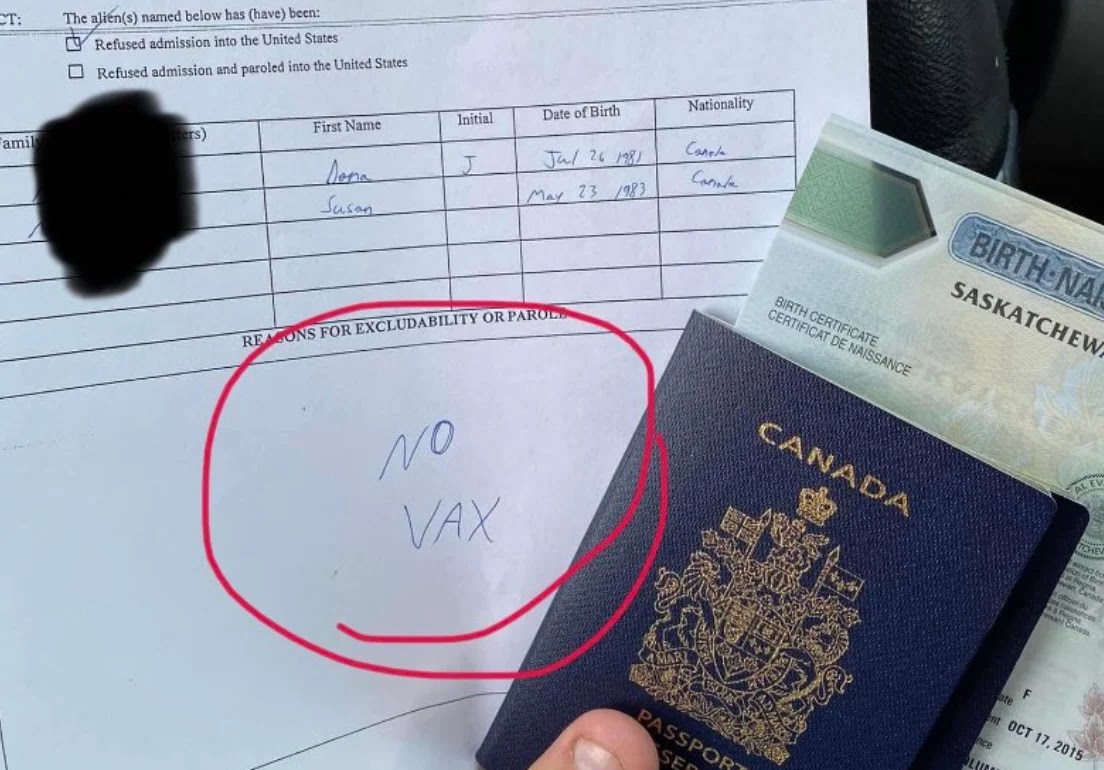 CT: The alien(s) named below has (have) been:
Refused admission into the United States
Refused admission and paroled into the United States
ters) First Name Initial Date of Birth Nationality
Dona J Jul 26 1981 Canada
Susan May 23 1983 Canada
REASONS FOR EXCLUDABILITY OR PAROLE
NO
VAX
BIRTH·NA
SASKATCHEWA
BIRTH CERTIFICATE
CERTIFICAT DE NAISSANCE
CANADA
PASSPORT
F
OCT 17, 2015